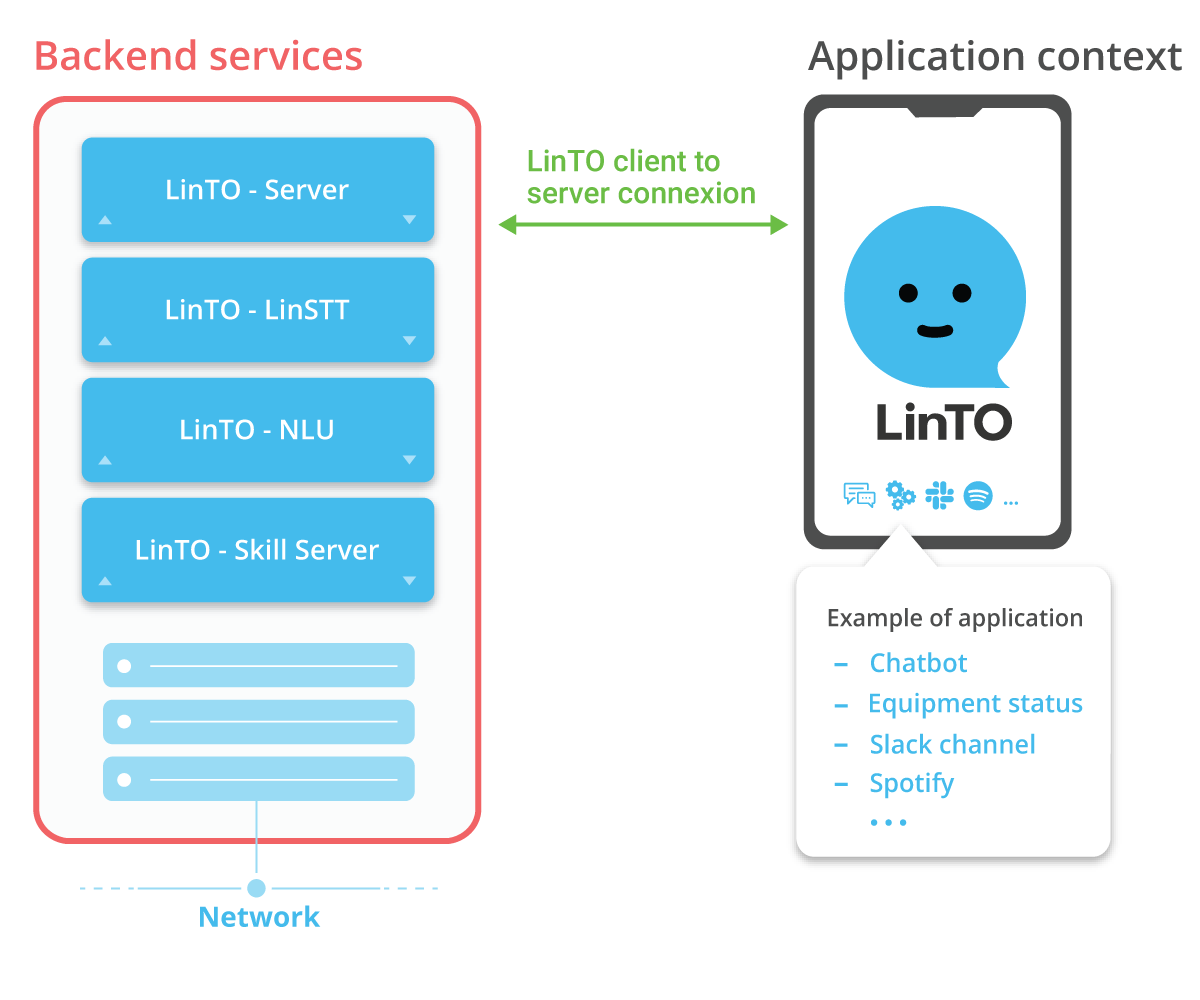 Backend services
LinTO - Server
LinTO - LinSTT
LinTO - NLU
LinTO - Skill Server
Network
LinTO client to
server connexion
Application context
LinTO
...
Example of application
– Chatbot
– Equipment status
– Slack channel
– Spotify
...